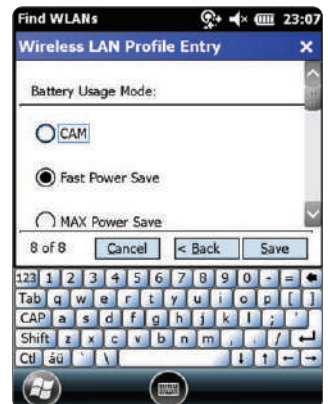 Find WLANs 23:07
Wireless LAN Profile Entry
Battery Usage Mode:
CAM
Fast Power Save
MAX Power Save
8 of 8 Cancel < Back Save
123 1 2 3 4 5 6 7 8 9 0 - =
Tab q w e r t y u i o p [ ]
CAP a s d f g h j k l ; '
Shift z x c v b n m , . /
Ctl áü ` \